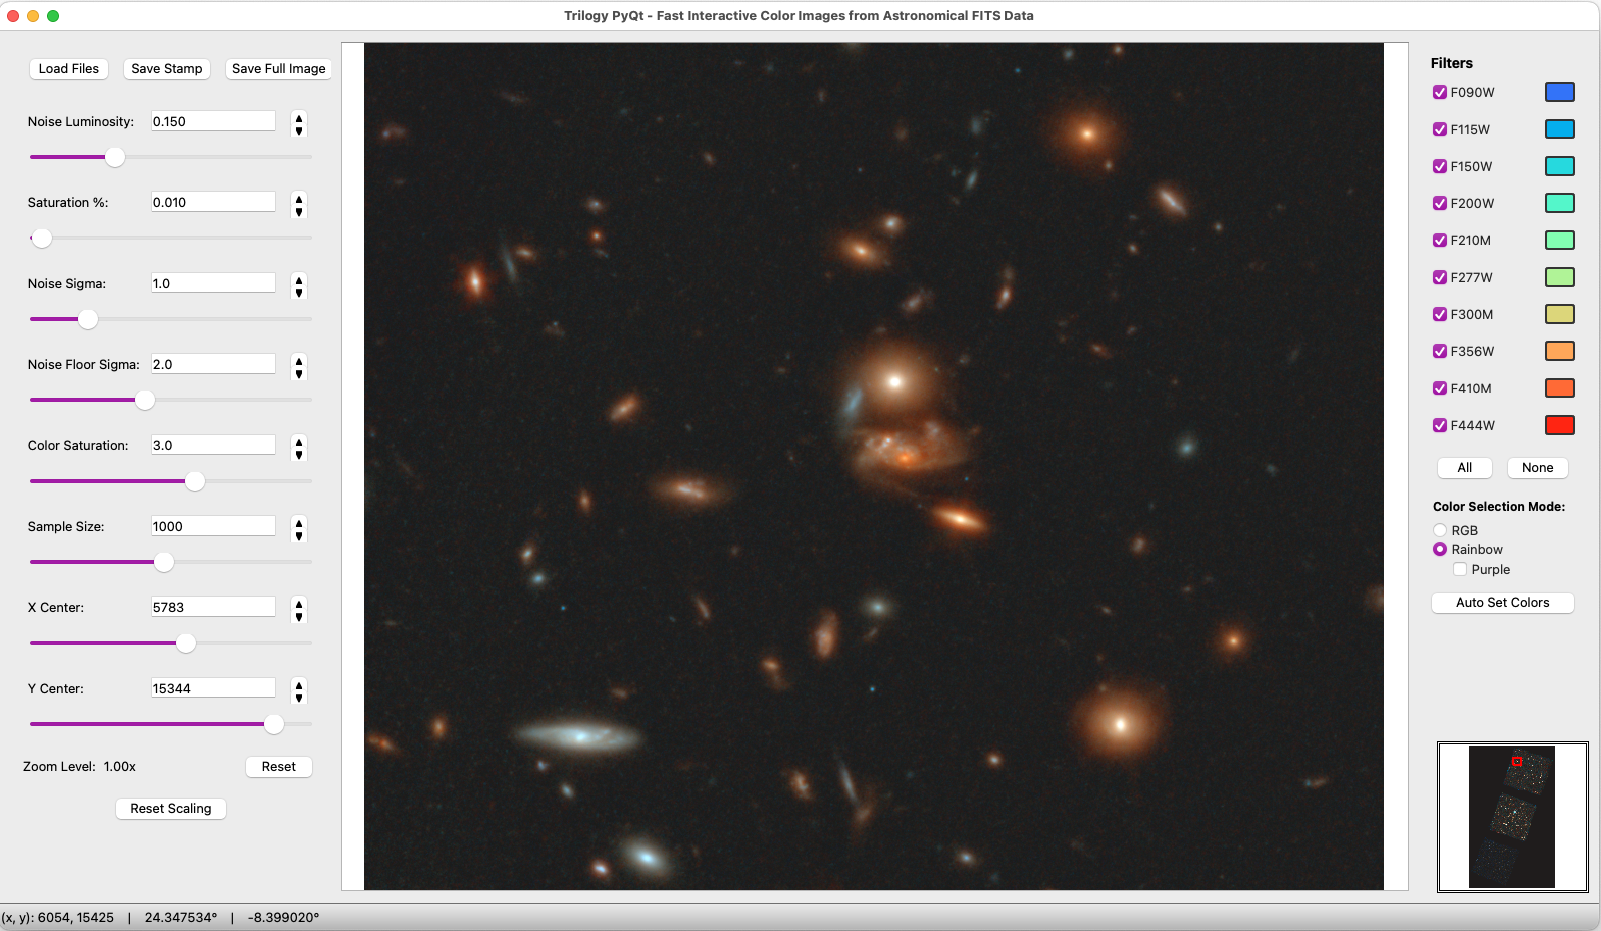 Trilogy PyQt - Fast Interactive Color Images from Astronomical FITS Data
Load Files
Save Stamp
Save Full Image
Noise Luminosity: 0.150
Saturation %: 0.010
Noise Sigma: 1.0
Noise Floor Sigma: 2.0
Color Saturation: 3.0
Sample Size: 1000
X Center: 5783
Y Center: 15344
Zoom Level: 1.00x
Reset
Reset Scaling
Filters
F090W
F115W
F150W
F200W
F210M
F277W
F300M
F356W
F410M
F444W
All
None
Color Selection Mode:
RGB
Rainbow
Purple
Auto Set Colors
(x, y): 6054, 15425 | 24.347534° | -8.399020°